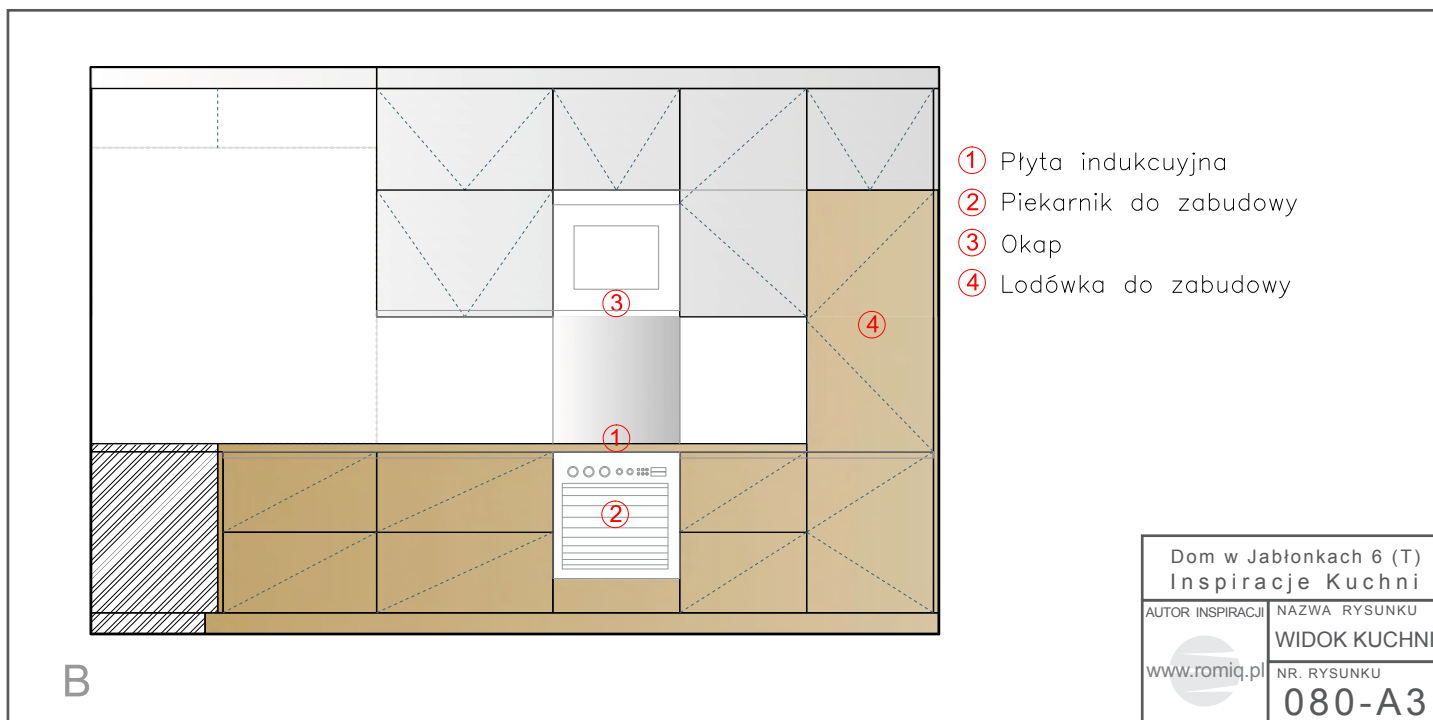 ① Płyta indukcuyjna
② Piekarnik do zabudowy
③ Okap
④ Lodówka do zabudowy
3
4
1
2
B
Dom w Jabłonkach 6 (T)
Inspiracje Kuchni
AUTOR INSPIRACJI
www.romiq.pl
NAZWA RYSUNKU
WIDOK KUCHNI
NR. RYSUNKU
080-A3